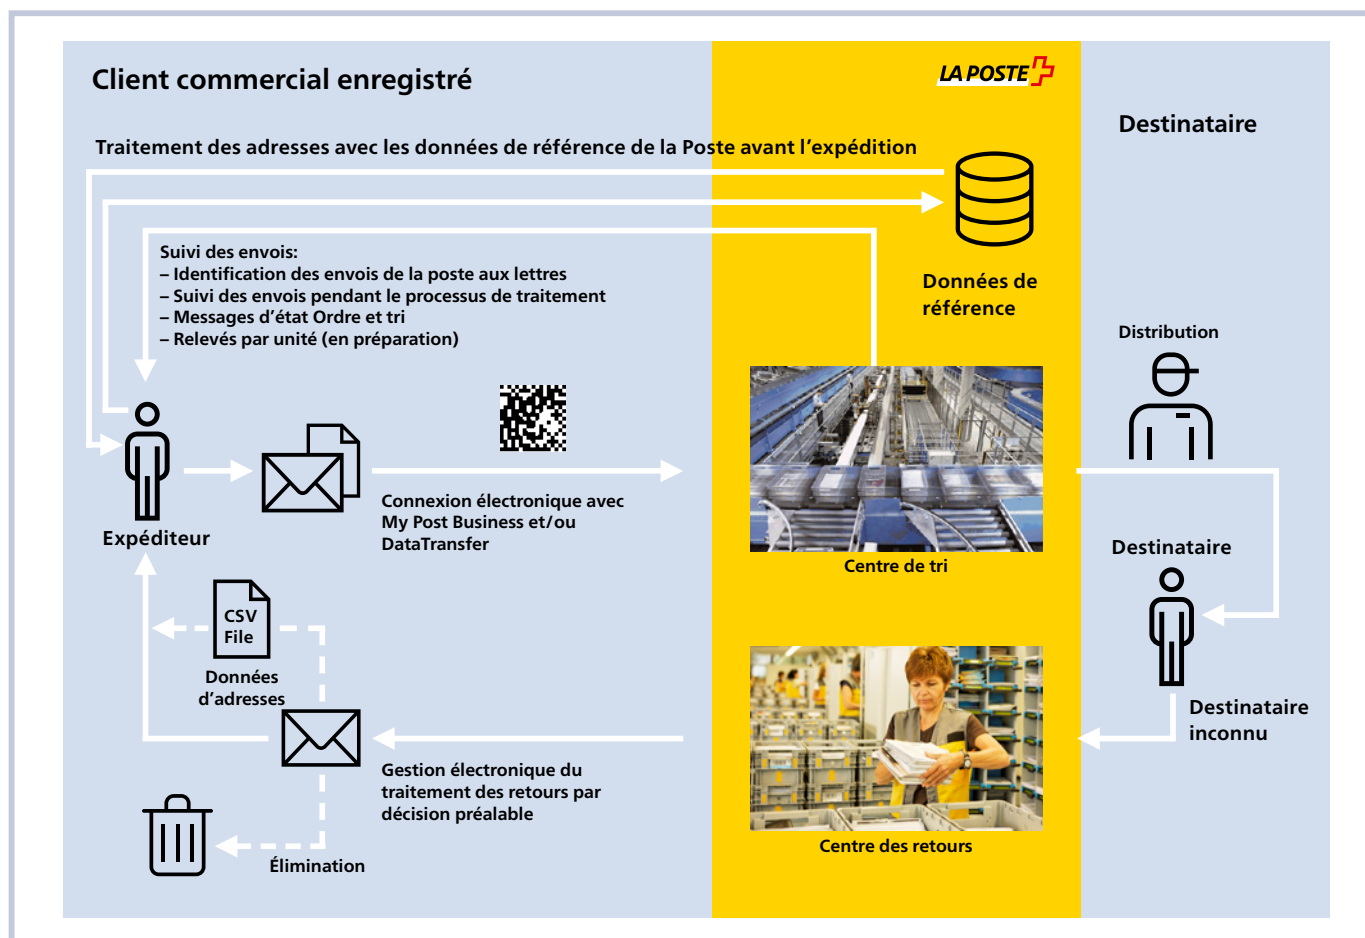 Client commercial enregistré
LA POSTE
Destinataire
Traitement des adresses avec les données de référence de la Poste avant l'expédition
Suivi des envois:
– Identification des envois de la poste aux lettres
– Suivi des envois pendant le processus de traitement
– Messages d'état Ordre et tri
– Relevés par unité (en préparation)
Données de
référence
Distribution
Connexion électronique avec
My Post Business et/ou
DataTransfer
Expéditeur
Centre de tri
Destinataire
CSV
File
Données
d'adresses
Destinataire
inconnu
Gestion électronique du
traitement des retours par
décision préalable
Centre des retours
Élimination